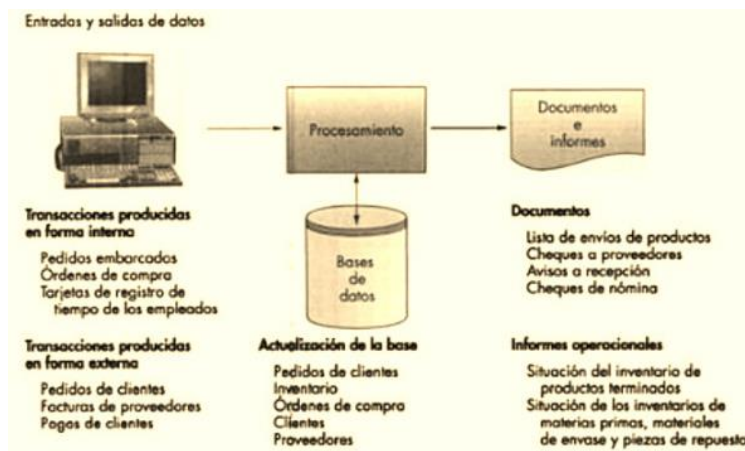 Entradas y salidas de datos
Procesamiento
Documentos
e
informes
Bases
de
datos
Transacciones producidas
en forma interna
Pedidos embarcados
Órdenes de compra
Tarjetas de registro de
tiempo de los empleados
Transacciones producidas
en forma externa
Pedidos de clientes
Facturas de proveedores
Pagos de clientes
Actualización de la base
Pedidos de clientes
Inventario
Órdenes de compra
Clientes
Proveedores
Documentos
Lista de envíos de productos
Cheques a proveedores
Avisos a recepción
Cheques de nómina
Informes operacionales
Situación del inventario de
productos terminados
Situación de los inventarios de
materias primas, materiales
de envase y piezas de repuesto